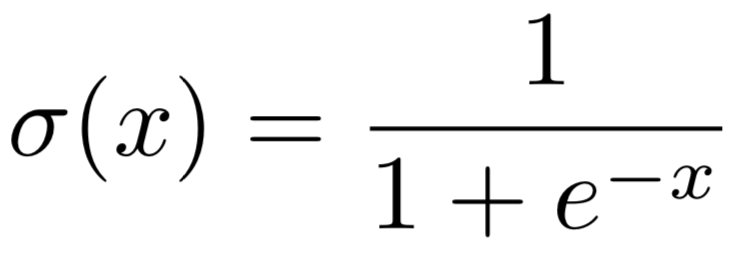 σ(x) = 1 / (1 + e^{-x})